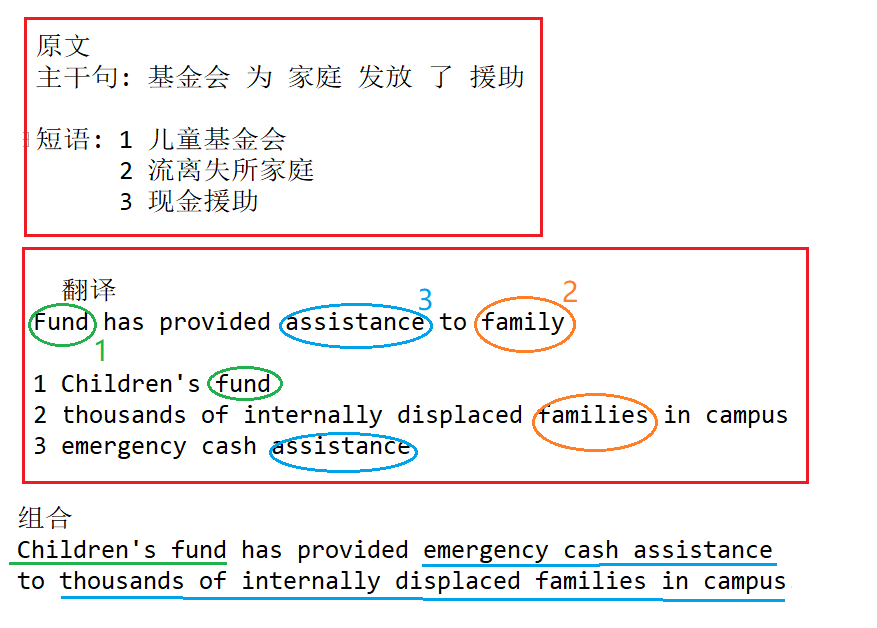 原文
主干句: 基金会 为 家庭 发放 了 援助
短语: 1 儿童基金会
2 流离失所家庭
3 现金援助
翻译
3
2
Fund has provided assistance to family
1
1 Children's fund
2 thousands of internally displaced families in campus
3 emergency cash assistance
组合
Children's fund has provided emergency cash assistance
to thousands of internally displaced families in campus